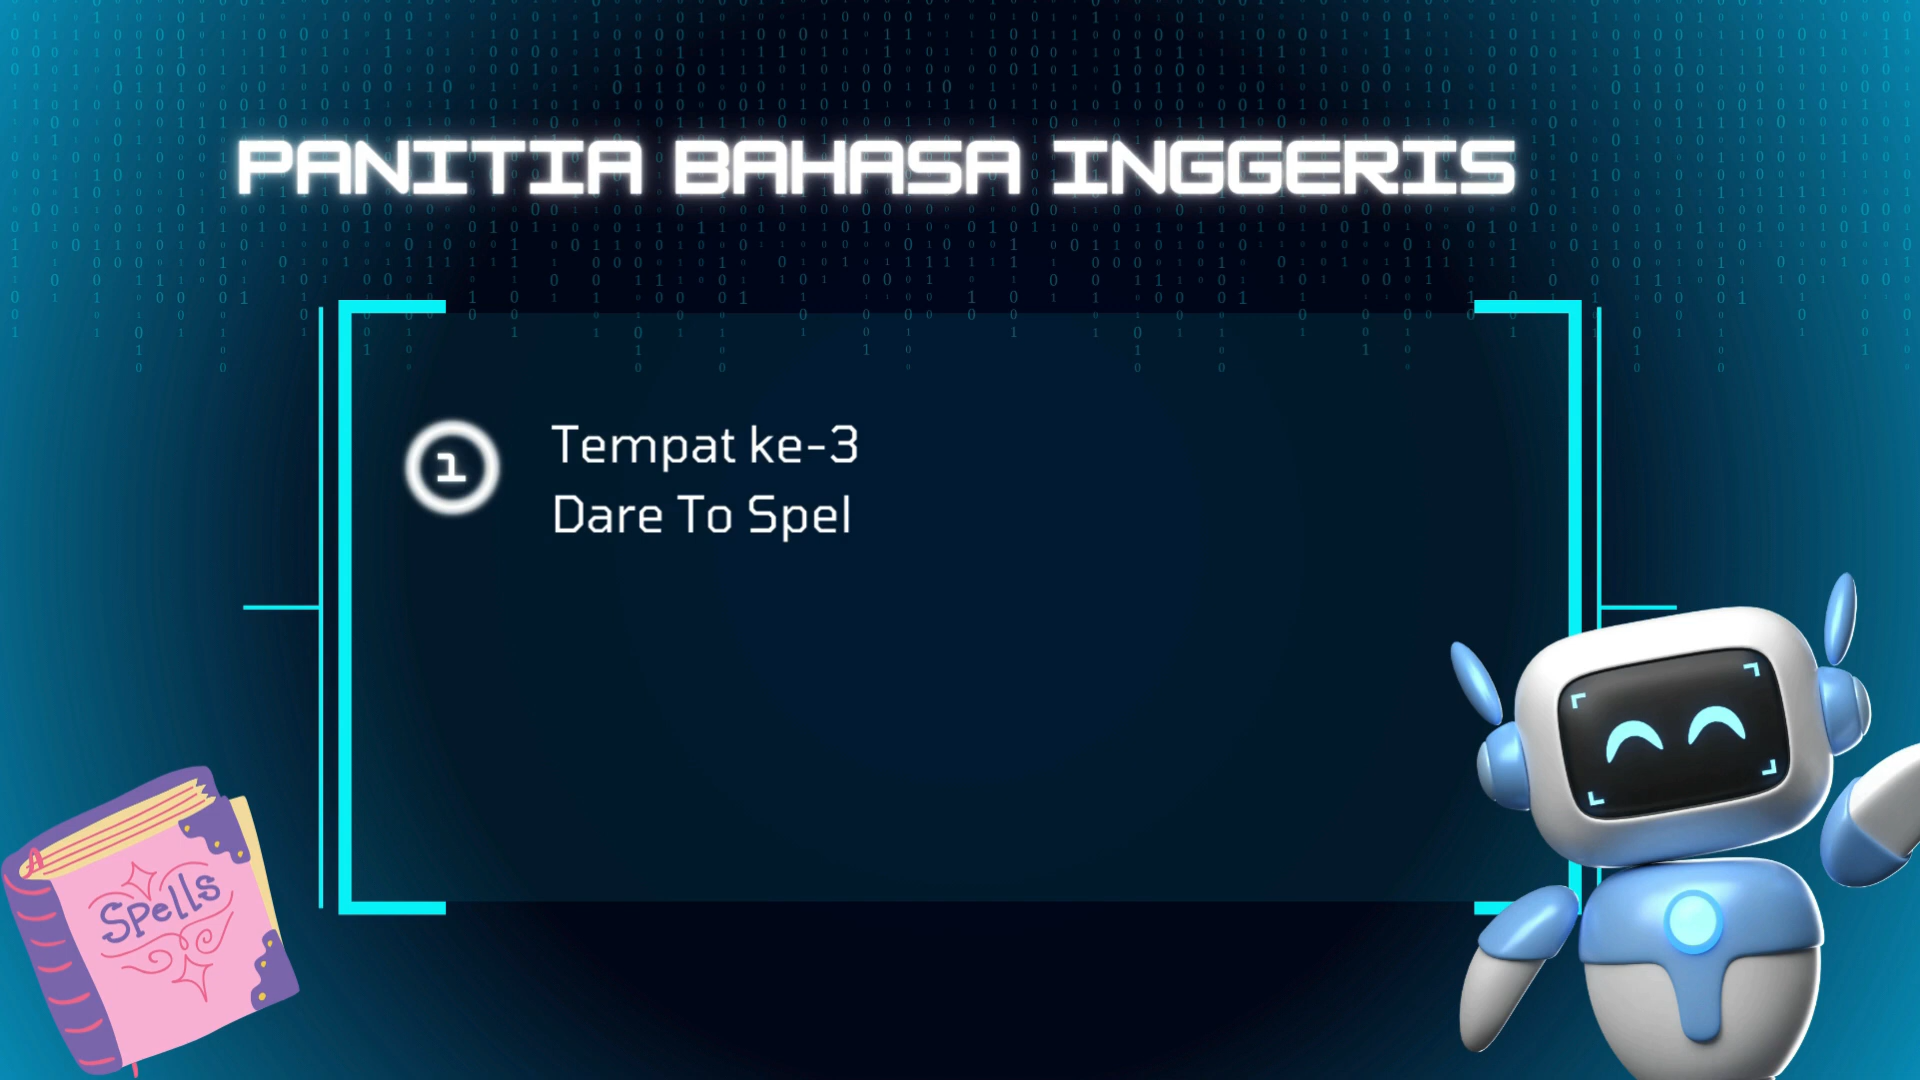 PANITIA BAHASA INGGERIS
1
Tempat ke-3
Dare To Spel
Spells